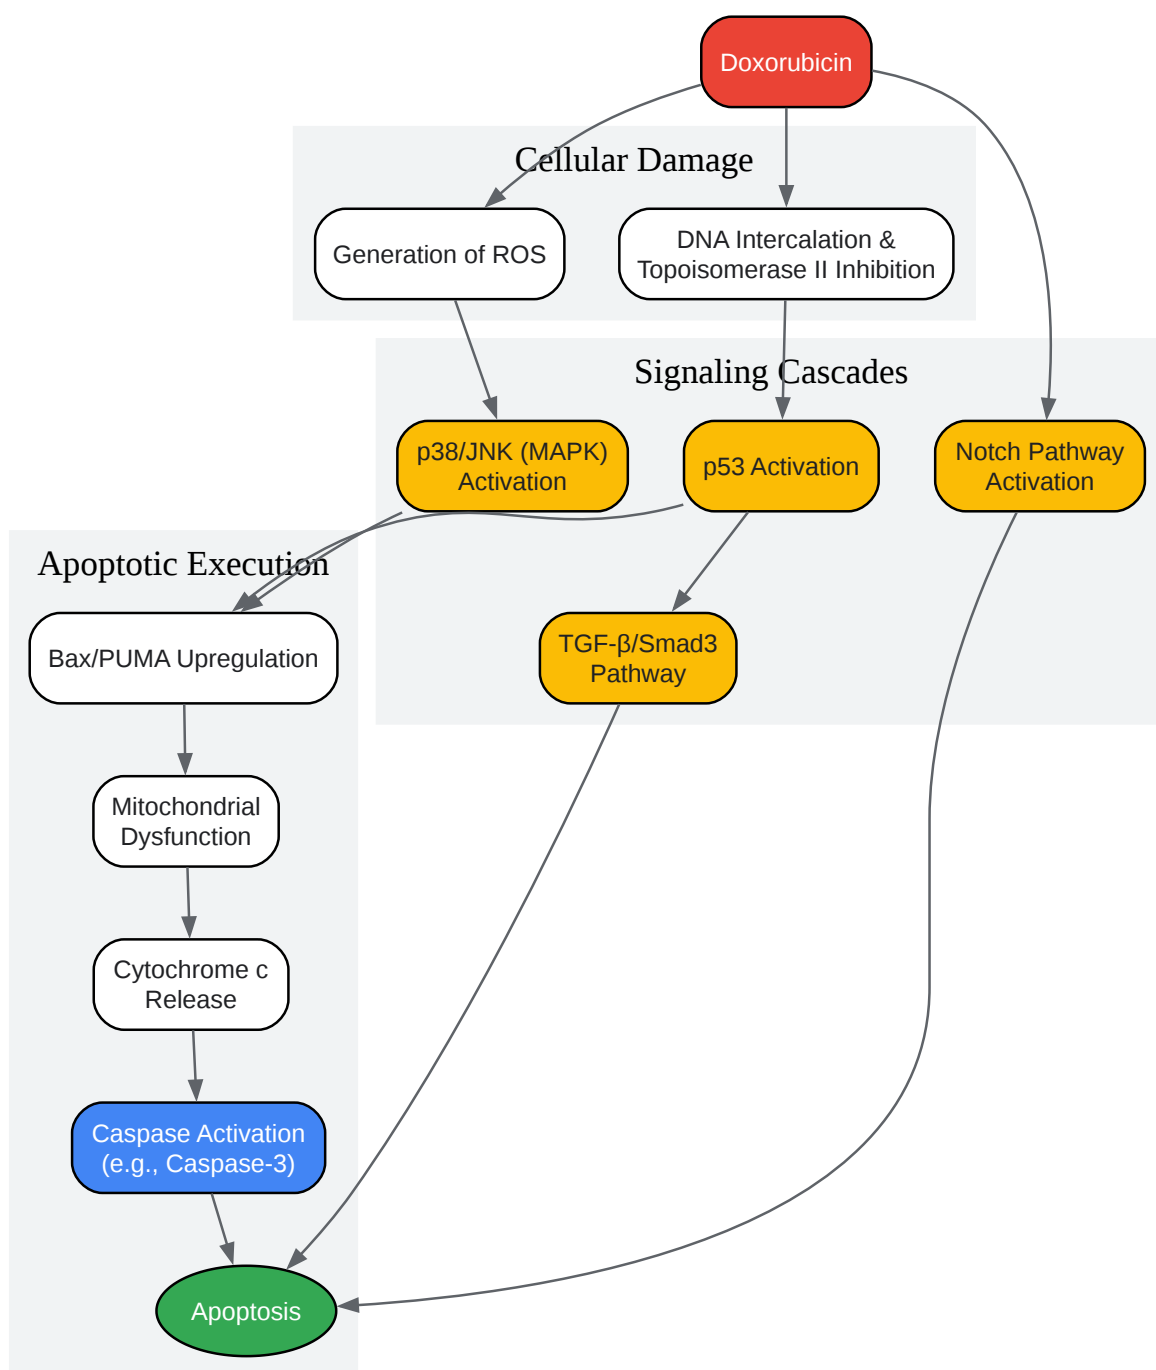 Doxorubicin
Cellular Damage
Generation of ROS
DNA Intercalation &
Topoisomerase II Inhibition
Signaling Cascades
p38/JNK (MAPK)
Activation
p53 Activation
Notch Pathway
Activation
Apoptotic Execution
Bax/PUMA Upregulation
TGF-β/Smad3
Pathway
Mitochondrial
Dysfunction
Cytochrome c
Release
Caspase Activation
(e.g., Caspase-3)
Apoptosis